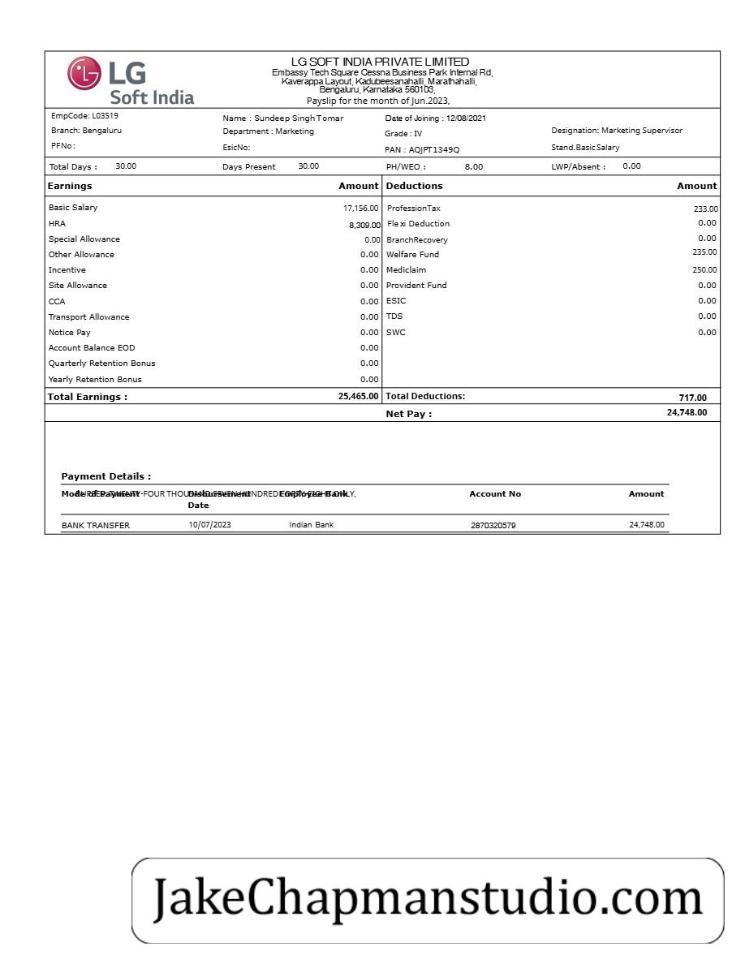 LG
Soft India
LG SOFT INDIA PRIVATE LIMITED
Embassy Tech Square Cessna Business Park Internal Rd,
Kaverappa Layout, Kadubeesanahalli, Marathahalli,
Bengaluru, Karnataka 560103,
Payslip for the month of Jun.2023,
EmpCode: L03519 Name : Sundeep Singh Tomar Date of Joining : 12/08/2021
Branch: Bengaluru Department : Marketing Grade : IV Designation: Marketing Supervisor
PFNo: EsicNo: PAN : AQJPT1349Q Stand.BasicSalary
Total Days : 30.00 Days Present 30.00 PH/WEO : 8.00 LWP/Absent : 0.00
Earnings Amount Deductions Amount
Basic Salary 17,156.00 ProfessionTax 233.00
HRA 8,309.00 Flexi Deduction 0.00
Special Allowance 0.00 BranchRecovery 0.00
Other Allowance 0.00 Welfare Fund 235.00
Incentive 0.00 Mediclaim 250.00
Site Allowance 0.00 Provident Fund 0.00
CCA 0.00 ESIC 0.00
Transport Allowance 0.00 TDS 0.00
Notice Pay 0.00 SWC 0.00
Account Balance EOD 0.00
Quarterly Retention Bonus 0.00
Yearly Retention Bonus 0.00
Total Earnings : 25,465.00 Total Deductions: 717.00
Net Pay : 24,748.00
Payment Details :
Mode of Payment Disbursement Employee Bank Account No Amount
Date
BANK TRANSFER 10/07/2023 Indian Bank 2870320579 24,748.00
JakeChapmanstudio.com